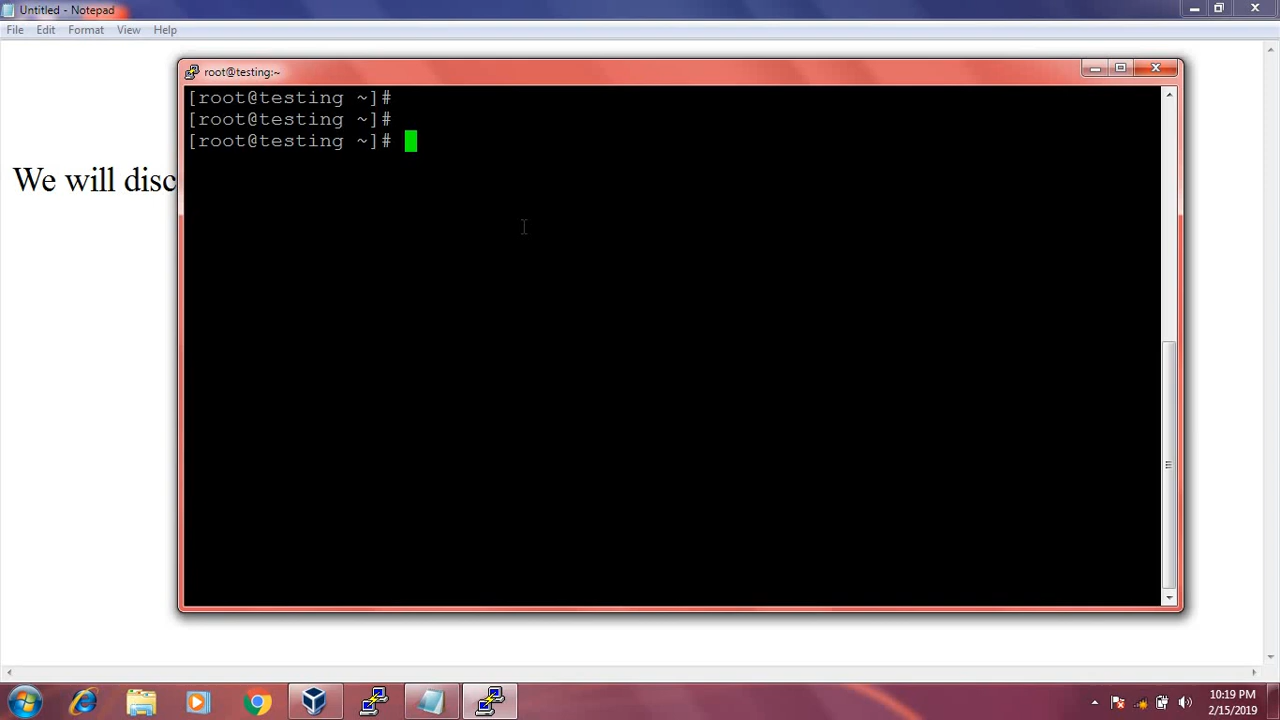 Untitled - Notepad
File Edit Format View Help
We will disc
root@testing:~
[root@testing ~]#
[root@testing ~]#
[root@testing ~]#
10:19 PM
2/15/2019